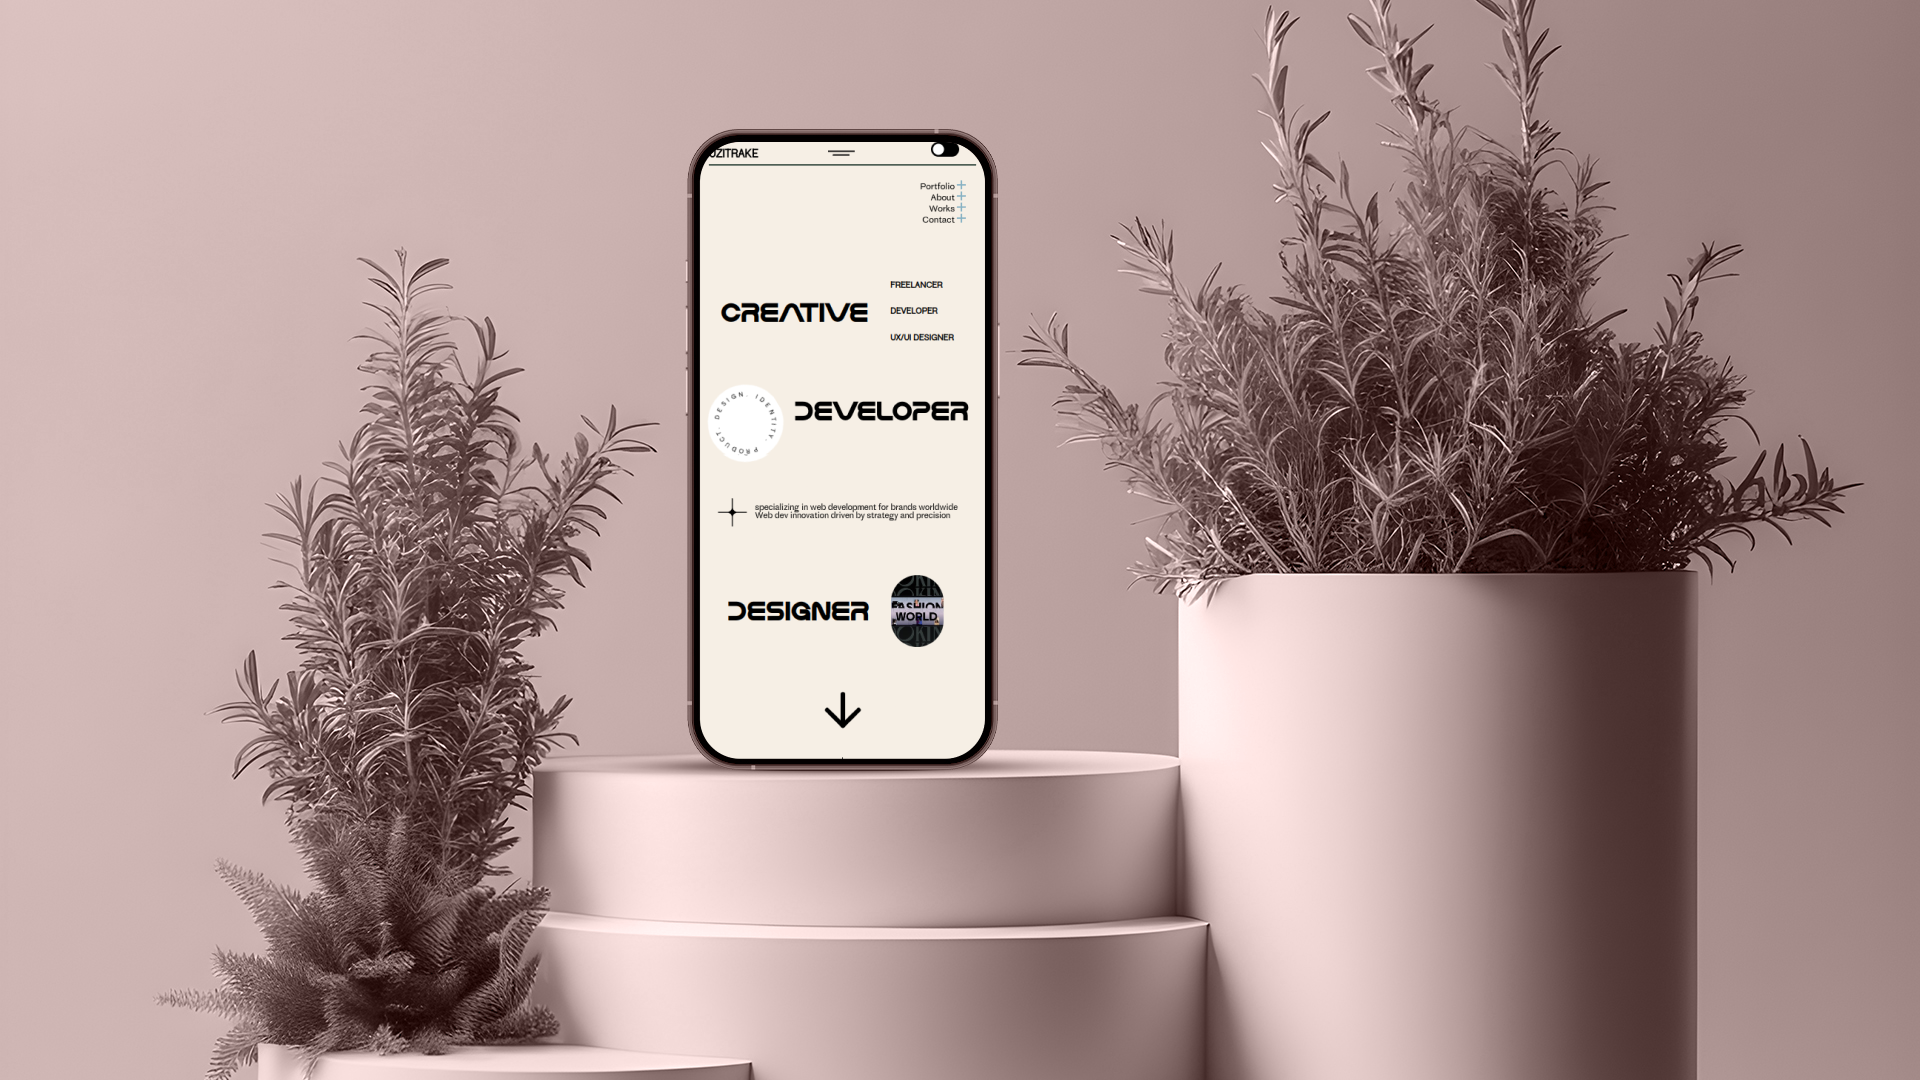 UZITRAKE
Portfolio
About
Works
Contact
FREELANCER
CREATIVE
DEVELOPER
UX/UI DESIGNER
DESIGN. IDENTITY. PRODUCT.
DEVELOPER
specializing in web development for brands worldwide
Web dev innovation driven by strategy and precision
DESIGNER
FASHION
WORLD